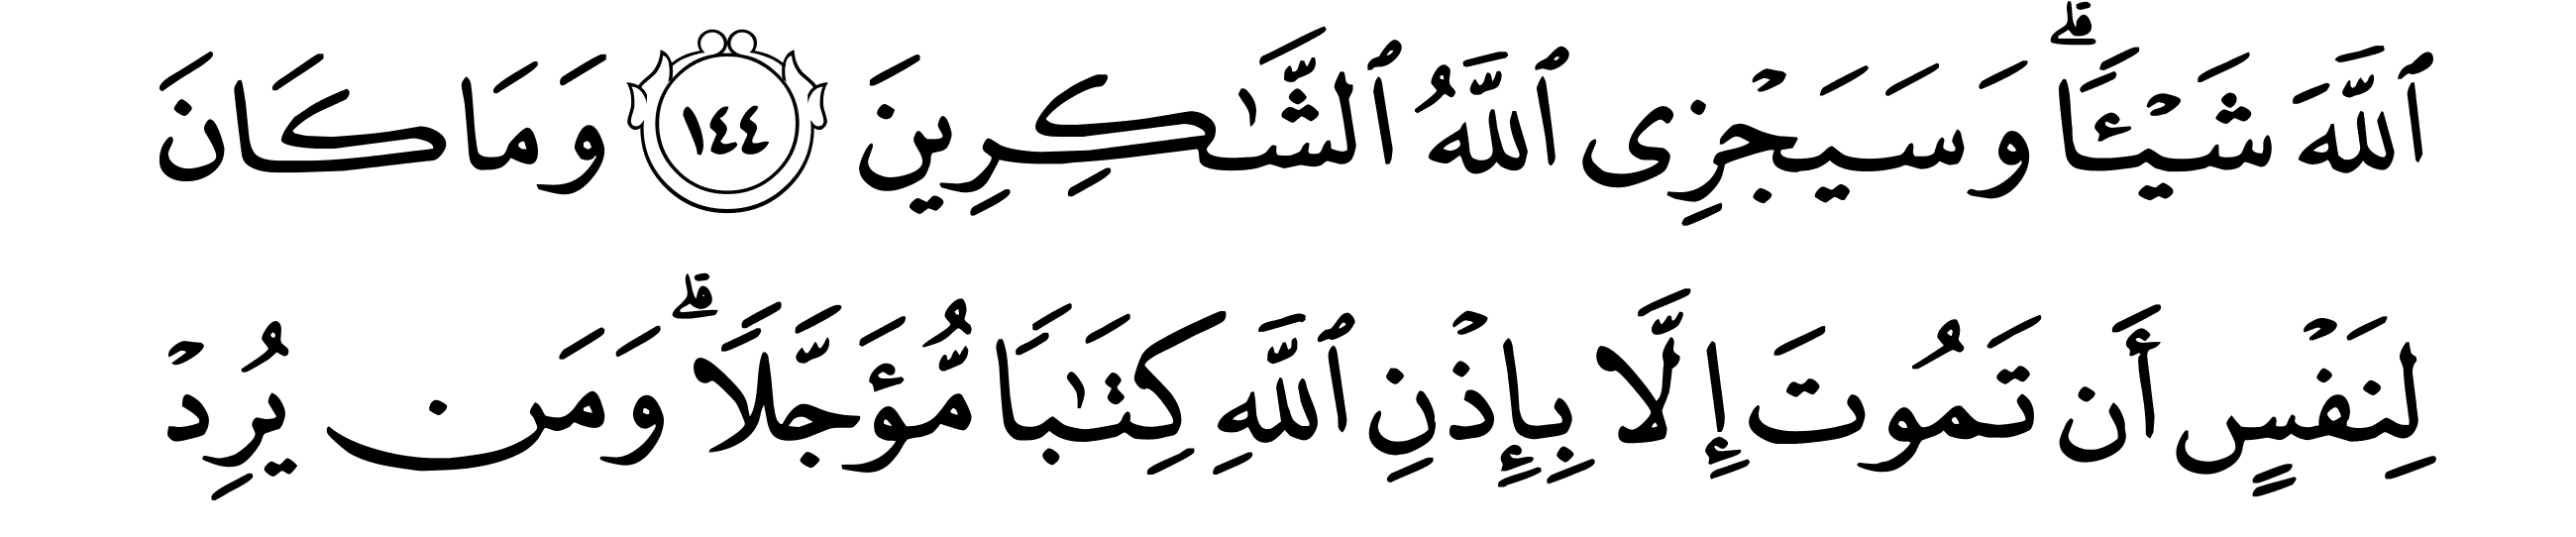 ٱللَّهَ شَيْـًٔا ۗ وَسَيَجْزِى ٱللَّهُ ٱلشَّـٰكِرِينَ ١٤٤ وَمَا كَانَ
لِنَفْسٍ أَن تَمُوتَ إِلَّا بِإِذْنِ ٱللَّهِ كِتَـٰبًا مُّؤَجَّلًا ۗ وَمَن يُرِدْ